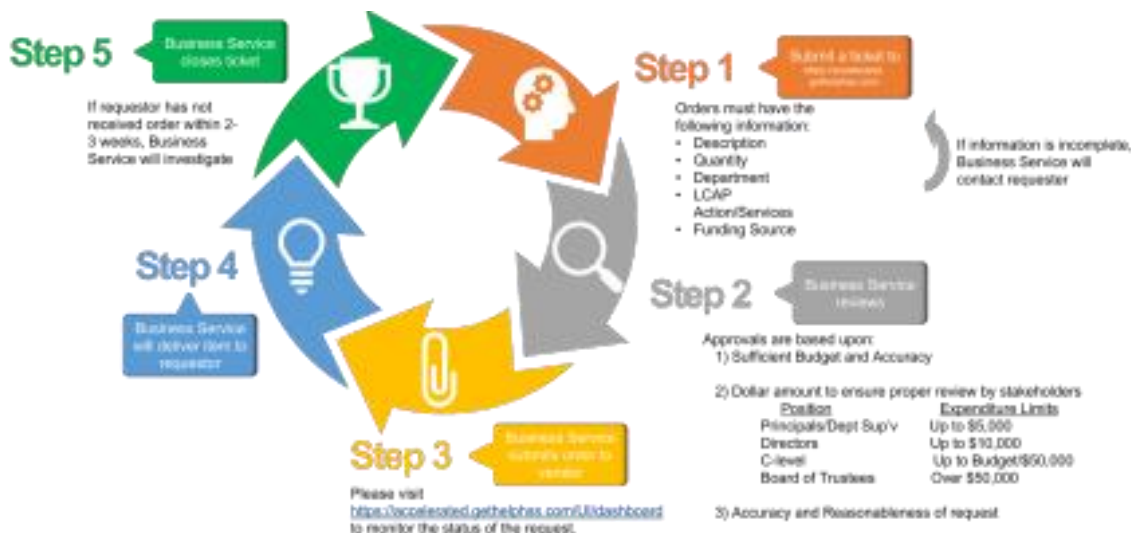 Step 1
Submit a ticket to
Orders must have the
following information:
• Description
• Quantity
• Department
• LCAP
Action/Services
• Funding Source
If information is incomplete,
Business Service will
contact requester
Step 2
Business Service
reviews
Approvals are based upon:
1) Sufficient Budget and Accuracy
2) Dollar amount to ensure proper review by stakeholders
Position Expenditure Limits
Principals/Dept Sup'v Up to $5,000
Directors Up to $10,000
C-level Up to Budget/$50,000
Board of Trustees Over $50,000
3) Accuracy and Reasonableness of request
Step 3
Business Service
submits order to
vendor
Please visit
https://accelerated.gethelphss.com/UI/dashboard
to monitor the status of the request.
Step 4
Business Service
will deliver item to
requestor
Step 5
Business Service
closes ticket
If requestor has not
received order within 2-
3 weeks, Business
Service will investigate